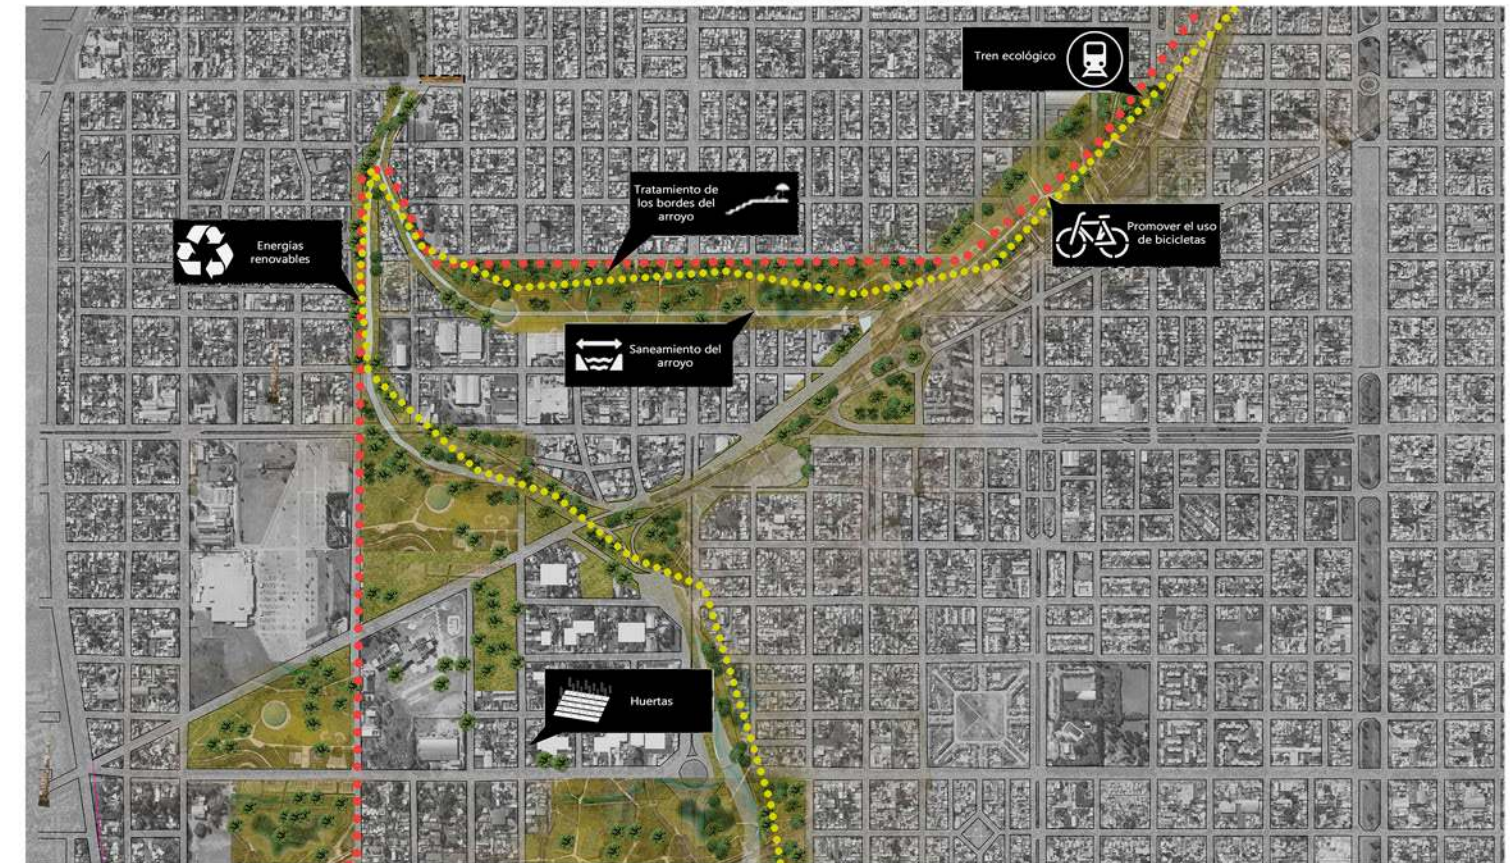 Tren ecológico
Tratamiento de
los bordes del
arroyo
Promover el uso
de bicicletas
Energías
renovables
Saneamiento del
arroyo
Huertas